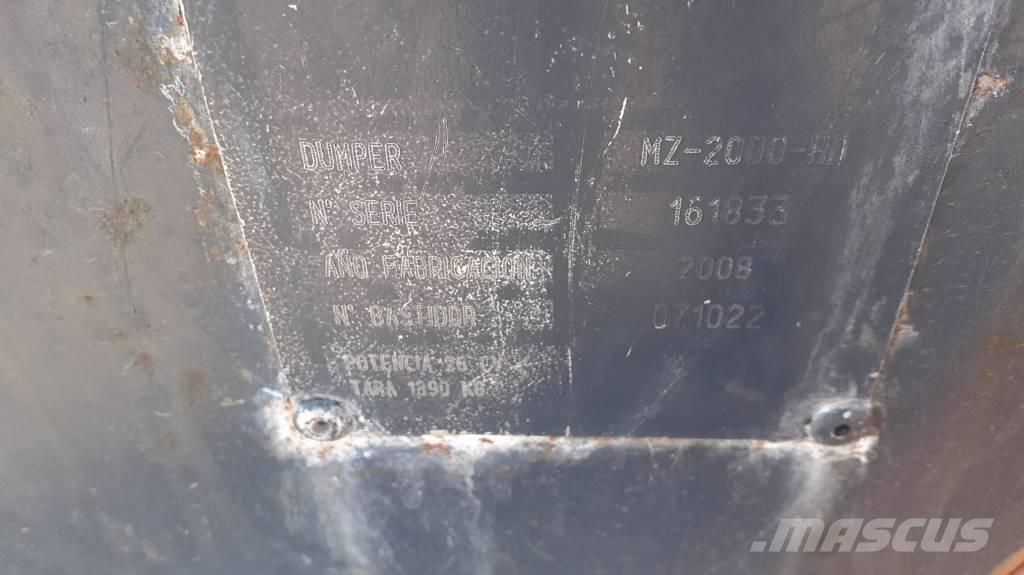 DUMPER MZ-2000-HD
Nº SERIE 161833
AÑO FABRICACION 2008
Nº BASTIDOR 071022
POTENCIA 26 CV
TARA 1690 KG
MASCUS